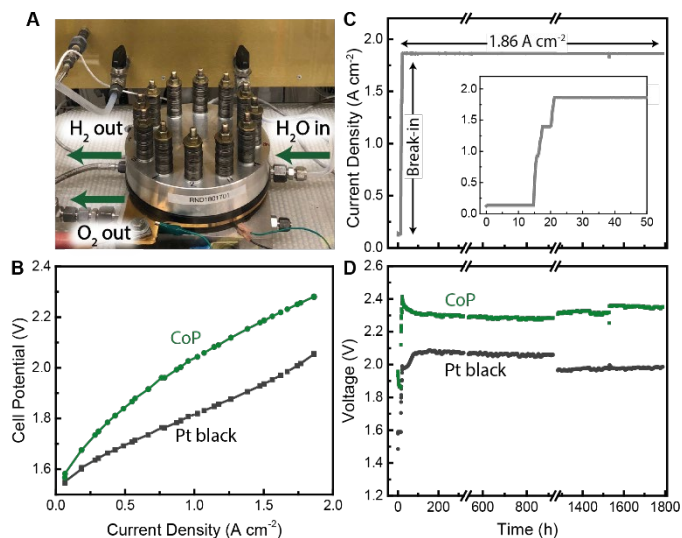 A
H₂ out
H₂O in
RND1801701
O₂ out
B
2.4
2.2
2.0
1.8
1.6
Cell Potential (V)
CoP
Pt black
0.0 0.5 1.0 1.5 2.0
Current Density (A cm⁻²)
C
1.86 A cm⁻²
Current Density (A cm⁻²)
2.0
1.5
1.0
0.5
0.0
Break-in
2.0
1.5
1.0
0.5
0.0
0 10 20 30 40 50
D
Voltage (V)
2.6
2.4
2.2
2.0
1.8
1.6
1.4
1.2
CoP
Pt black
0 200 600 800 1400 1600 1800
Time (h)